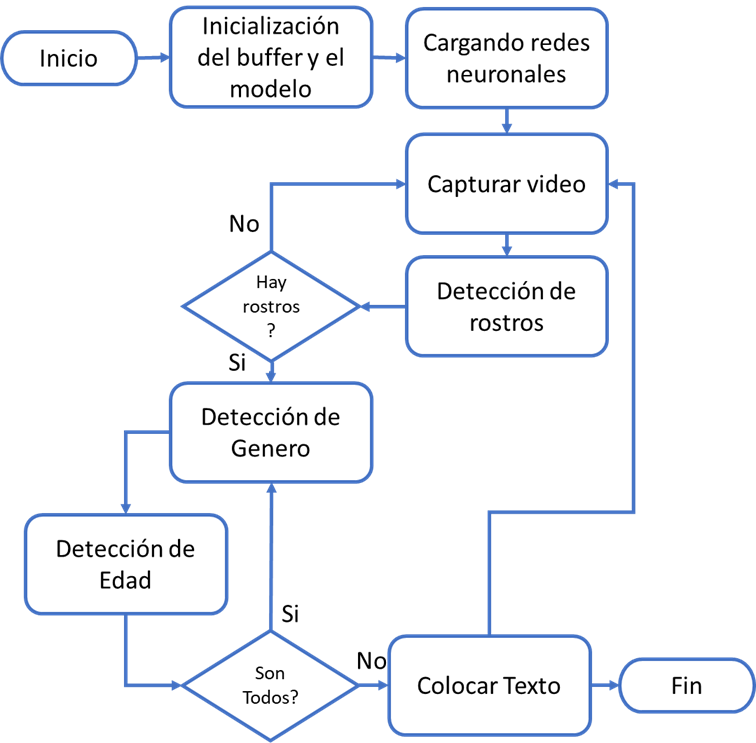 Inicio
Inicialización
del buffer y el
modelo
Cargando redes
neuronales
Capturar video
No
Hay
rostros
?
Detección de
rostros
Si
Detección de
Genero
Detección de
Edad
Si
Son
Todos?
No
Colocar Texto
Fin